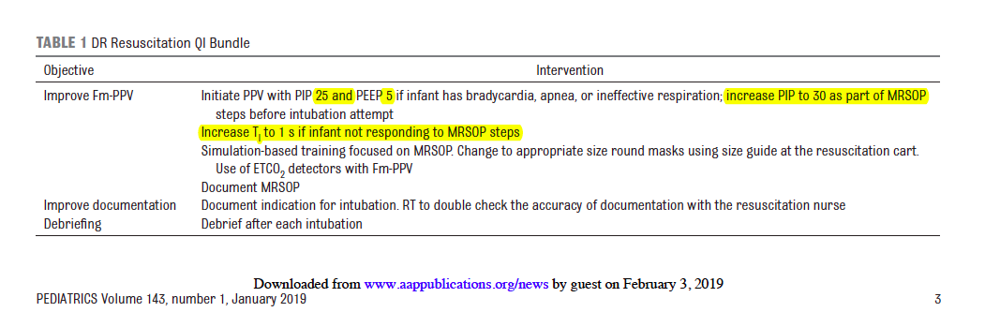 TABLE 1 DR Resuscitation QI Bundle
Objective Intervention
Improve Fm-PPV Initiate PPV with PIP 25 and PEEP 5 if infant has bradycardia, apnea, or ineffective respiration; increase PIP to 30 as part of MRSOP
steps before intubation attempt
Increase TI to 1 s if infant not responding to MRSOP steps
Simulation-based training focused on MRSOP. Change to appropriate size round masks using size guide at the resuscitation cart.
Use of ETCO2 detectors with Fm-PPV
Document MRSOP
Improve documentation Document indication for intubation. RT to double check the accuracy of documentation with the resuscitation nurse
Debriefing Debrief after each intubation
Downloaded from www.aappublications.org/news by guest on February 3, 2019
PEDIATRICS Volume 143, number 1, January 2019 3